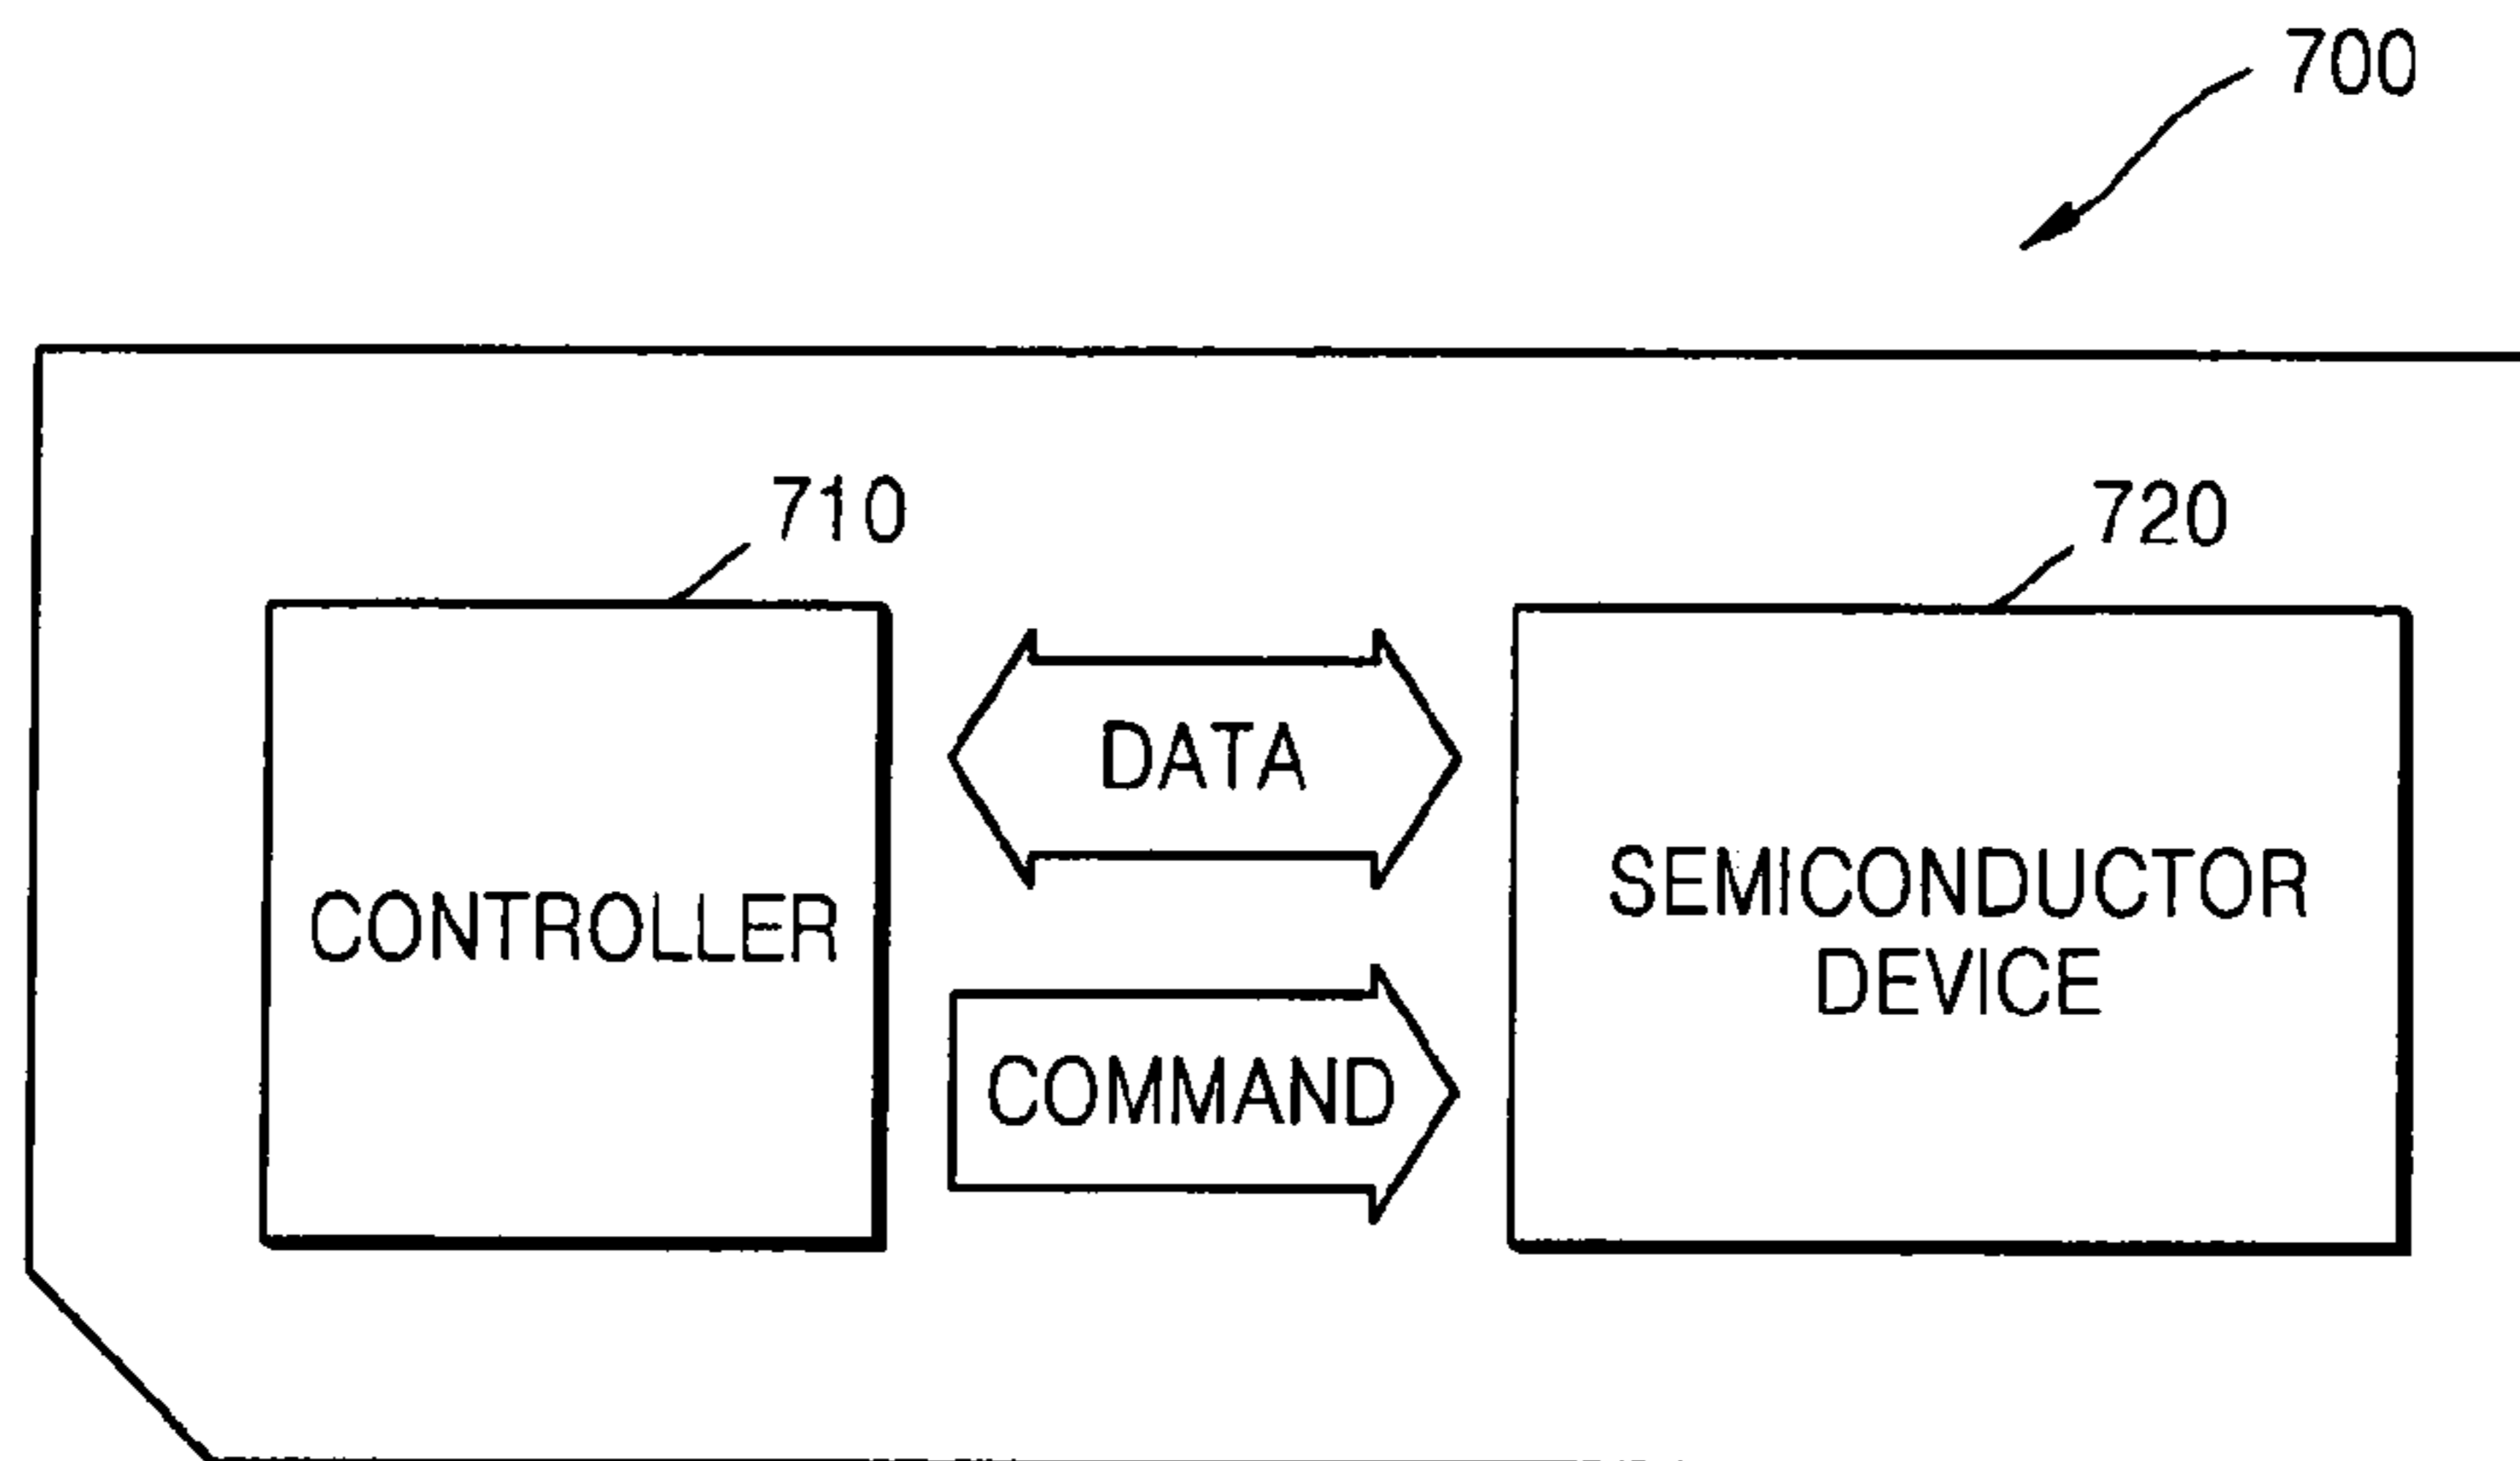 700
710
720
DATA
CONTROLLER
SEMICONDUCTOR
DEVICE
COMMAND